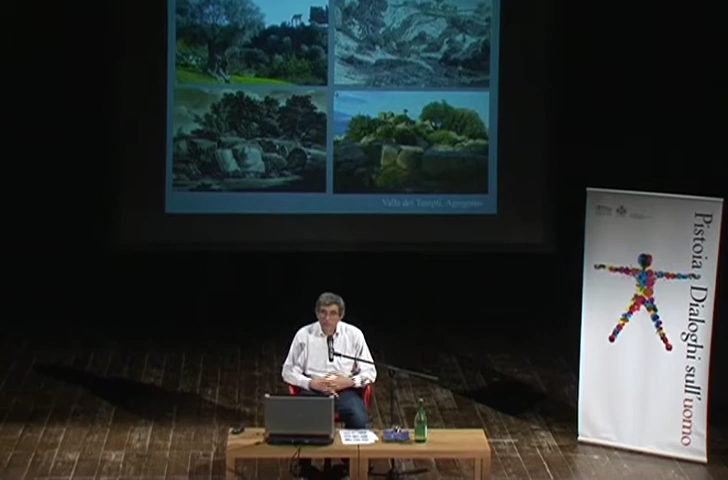 Valle dei Templi, Agrigento
Pistoia - Dialoghi sull'uomo